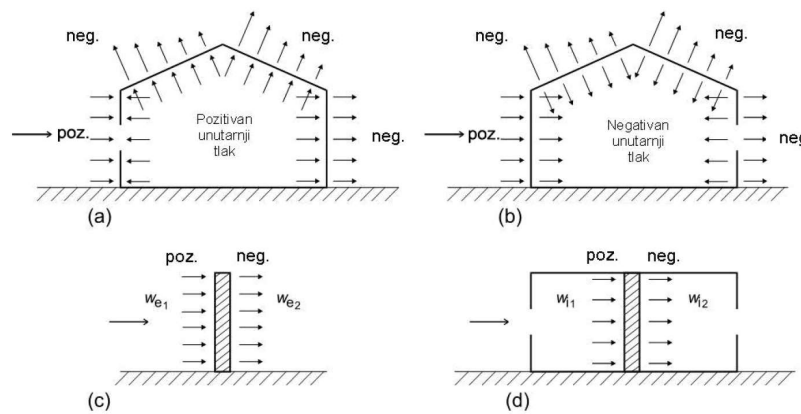 neg.
neg.
poz.
Pozitivan
unutarnji
tlak
neg.
(a)
neg.
neg.
poz.
Negativan
unutarnji
tlak
neg
(b)
poz.
neg.
we1
we2
(c)
poz.
neg.
wi1
wi2
(d)